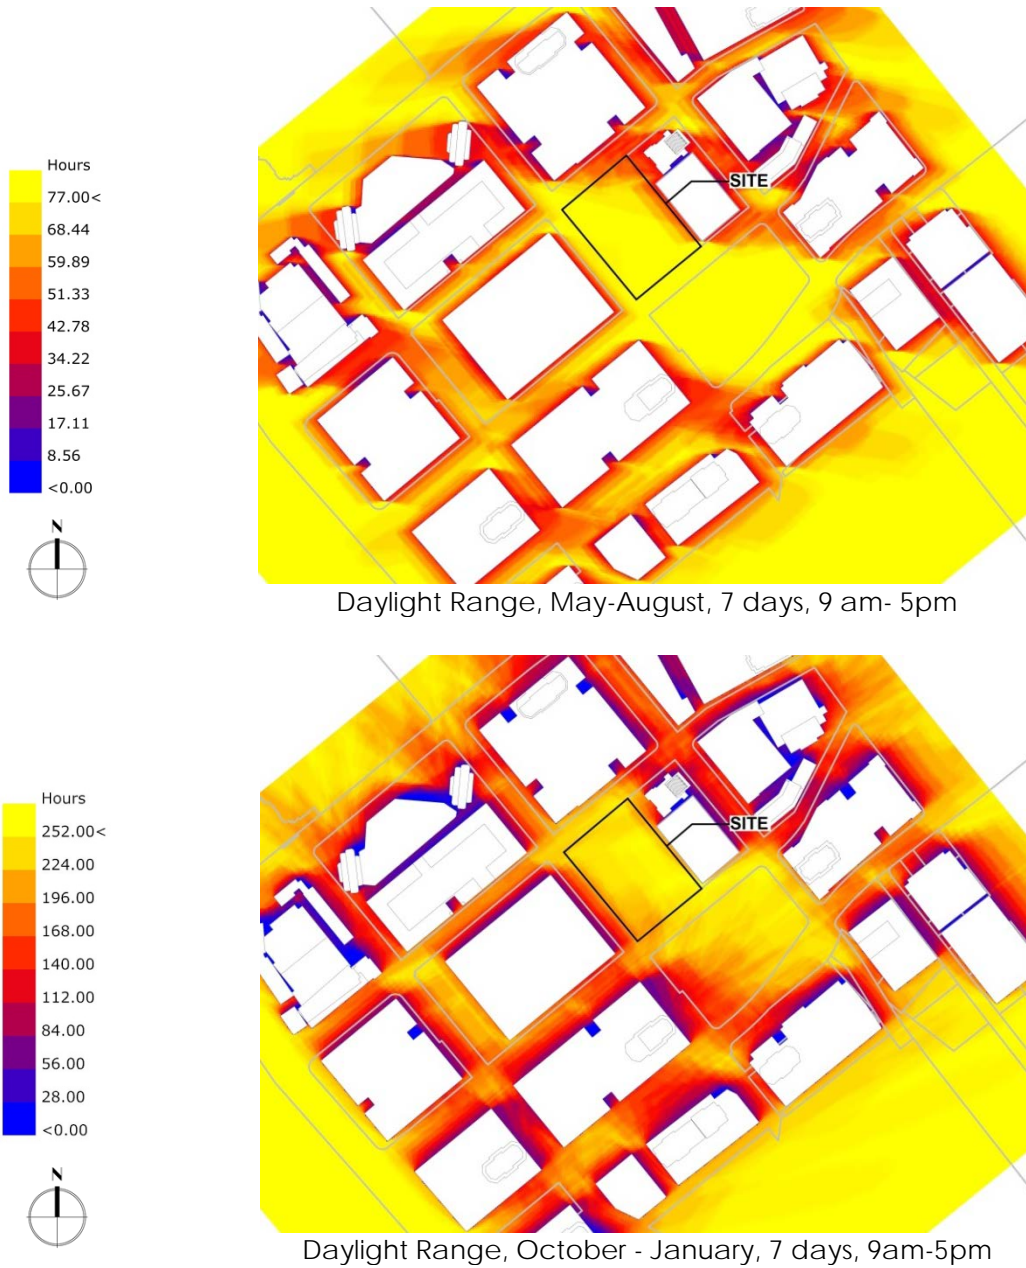 Hours
77.00<
68.44
59.89
51.33
42.78
34.22
25.67
17.11
8.56
<0.00
N
SITE
Daylight Range, May-August, 7 days, 9 am- 5pm
Hours
252.00<
224.00
196.00
168.00
140.00
112.00
84.00
56.00
28.00
<0.00
N
SITE
Daylight Range, October - January, 7 days, 9am-5pm